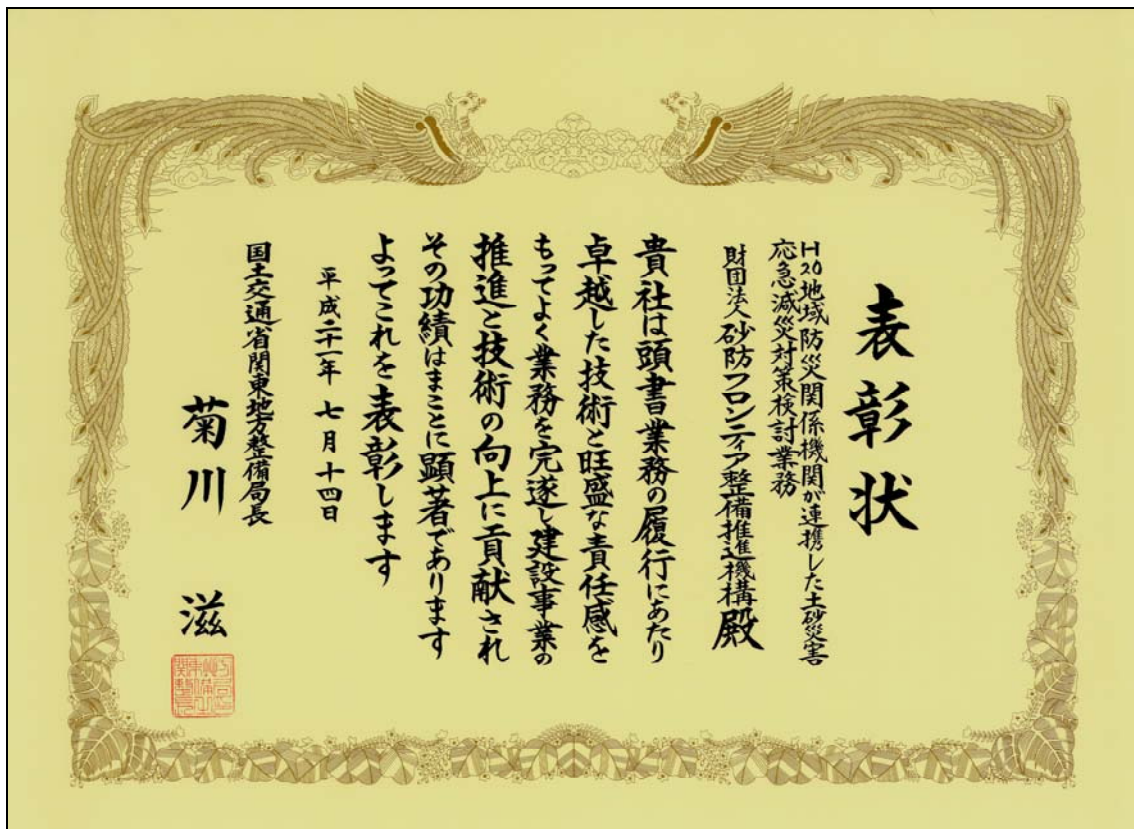 表彰状
H20地域防災関係機関が連携した土砂災害
応急減災対策検討業務
財団法人 砂防フロンティア整備推進機構 殿
貴社は頭書業務の履行にあたり
卓越した技術と旺盛な責任感を
もってよく業務を完遂し建設事業の
推進と技術の向上に貢献され
その功績はまことに顕著であります
よってこれを表彰します
平成二十一年 七月十四日
国土交通省関東地方整備局長
菊川 滋